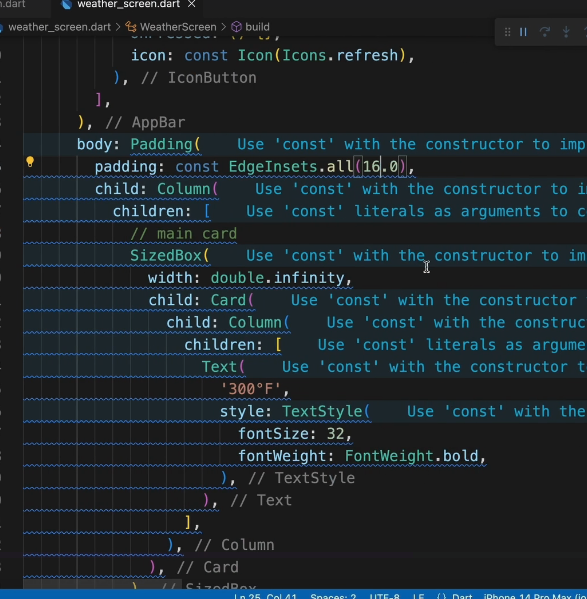 .dart weather_screen.dart ×
weather_screen.dart > WeatherScreen > build
icon: const Icon(Icons.refresh),
), // IconButton
],
), // AppBar
body: Padding( Use 'const' with the constructor to imp
padding: const EdgeInsets.all(16.0),
child: Column( Use 'const' with the constructor to i
children: [ Use 'const' literals as arguments to c
// main card
SizedBox( Use 'const' with the constructor to im
width: double.infinity,
child: Card( Use 'const' with the constructor
child: Column( Use 'const' with the construc
children: [ Use 'const' literals as argume
Text( Use 'const' with the constructor t
'300°F',
style: TextStyle( Use 'const' with the
fontSize: 32,
fontWeight: FontWeight.bold,
), // TextStyle
), // Text
],
), // Column
), // Card
), // SizedBox
Ln 25, Col 41 Spaces: 2 UTF-8 LF {} Dart iPhone 14 Pro Max (io